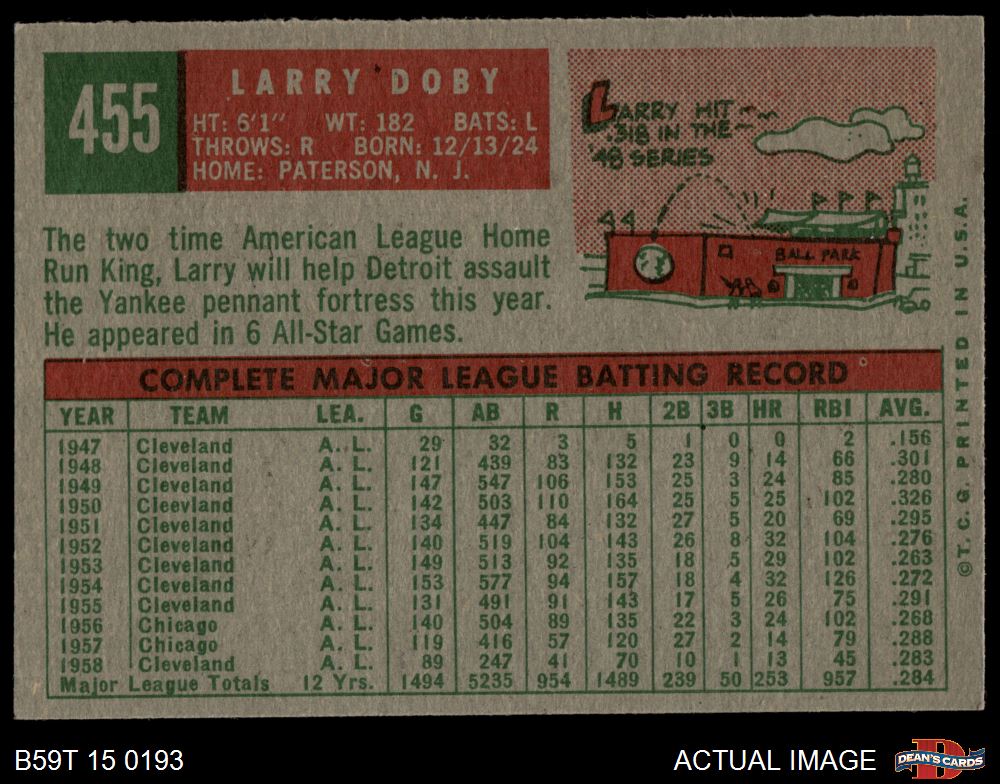 455
LARRY DOBY
HT: 6'1" WT: 182 BATS: L
THROWS: R BORN: 12/13/24
HOME: PATERSON, N. J.
LARRY HIT
.318 IN THE
'48 SERIES
BALL PARK
The two time American League Home
Run King, Larry will help Detroit assault
the Yankee pennant fortress this year.
He appeared in 6 All-Star Games.
COMPLETE MAJOR LEAGUE BATTING RECORD
YEAR TEAM LEA. G AB R H 2B 3B HR RBI AVG.
1947 Cleveland A. L. 29 32 3 5 1 0 0 2 .156
1948 Cleveland A. L. 121 439 83 132 23 9 14 66 .301
1949 Cleveland A. L. 147 547 106 153 25 3 24 85 .280
1950 Cleevland A. L. 142 503 110 164 25 5 25 102 .326
1951 Cleveland A. L. 134 447 84 132 27 5 20 69 .295
1952 Cleveland A. L. 140 519 104 143 26 8 32 104 .276
1953 Cleveland A. L. 149 513 92 135 18 5 29 102 .263
1954 Cleveland A. L. 153 577 94 157 18 4 32 126 .272
1955 Cleveland A. L. 131 491 91 143 17 5 26 75 .291
1956 Chicago A. L. 140 504 89 135 22 3 24 102 .268
1957 Chicago A. L. 119 416 57 120 27 2 14 79 .288
1958 Cleveland A. L. 89 247 41 70 10 1 13 45 .283
Major League Totals 12 Yrs. 1494 5235 954 1489 239 50 253 957 .284
©T. C. G. PRINTED IN U.S.A.
B59T 15 0193
ACTUAL IMAGE
D
DEAN'S CARDS